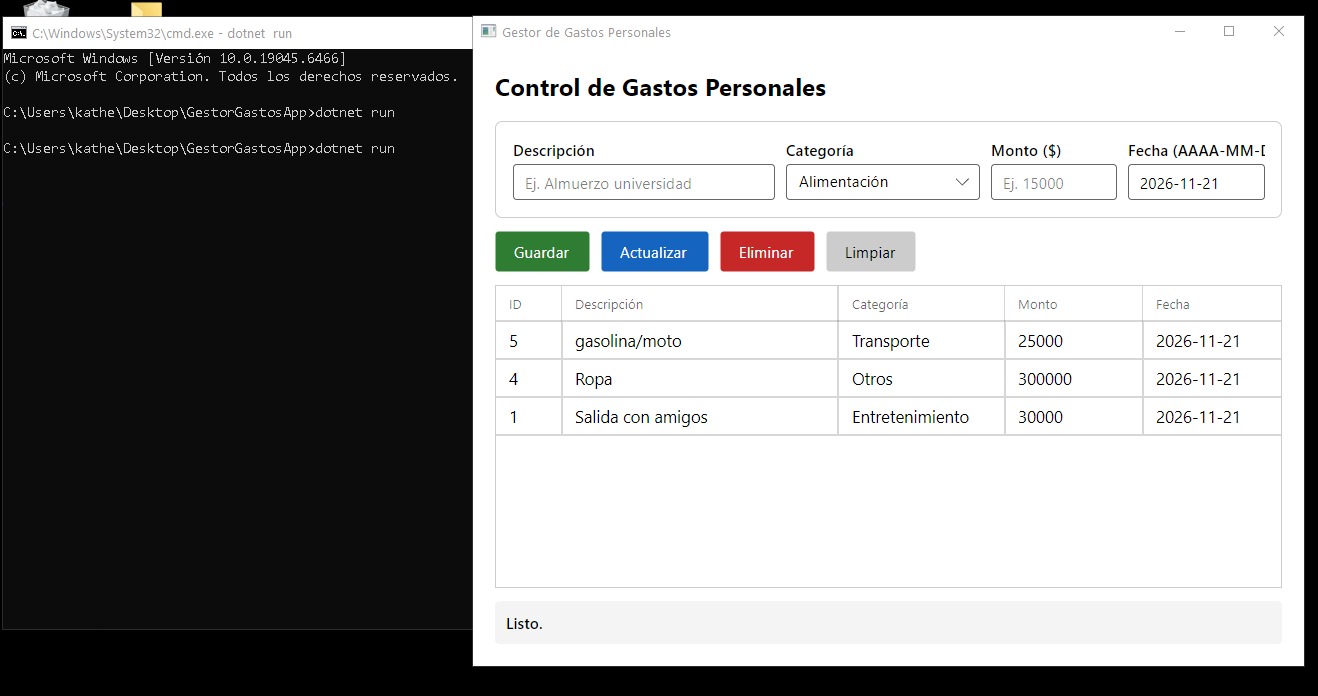 C:\Windows\System32\cmd.exe - dotnet  run
Microsoft Windows [Versión 10.0.19045.6466]
(c) Microsoft Corporation. Todos los derechos reservados.
C:\Users\kathe\Desktop\GestorGastosApp>dotnet run
C:\Users\kathe\Desktop\GestorGastosApp>dotnet run
Gestor de Gastos Personales
Control de Gastos Personales
Descripción Categoría Monto ($) Fecha (AAAA-MM-D
Ej. Almuerzo universidad Alimentación Ej. 15000 2026-11-21
Guardar Actualizar Eliminar Limpiar
ID Descripción Categoría Monto Fecha
5 gasolina/moto Transporte 25000 2026-11-21
4 Ropa Otros 300000 2026-11-21
1 Salida con amigos Entretenimiento 30000 2026-11-21
Listo.